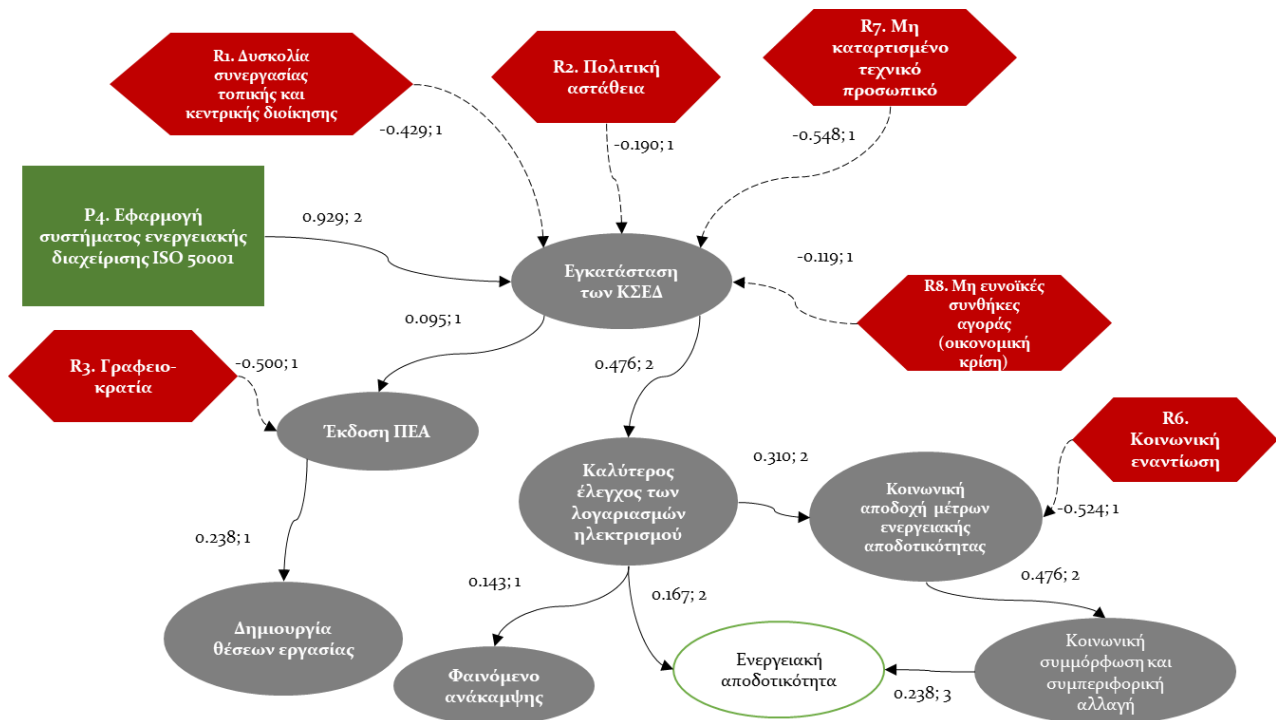 R1. Δυσκολία
συνεργασίας
τοπικής και
κεντρικής διοίκησης
R2. Πολιτική
αστάθεια
R7. Μη
καταρτισμένο
τεχνικό
προσωπικό
-0.429; 1
-0.190; 1
-0.548; 1
P4. Εφαρμογή
συστήματος ενεργειακής
διαχείρισης ISO 50001
0.929; 2
Εγκατάσταση
των ΚΣΕΔ
-0.119; 1
R8. Μη ευνοϊκές
συνθήκες
αγοράς
(οικονομική
κρίση)
0.095; 1
R3. Γραφειο-
κρατία
-0.500; 1
0.476; 2
Έκδοση ΠΕΑ
R6.
Κοινωνική
εναντίωση
Καλύτερος
έλεγχος των
λογαριασμών
ηλεκτρισμού
0.310; 2
Κοινωνική
αποδοχή μέτρων
ενεργειακής
αποδοτικότητας
-0.524; 1
0.238; 1
0.143; 1
0.167; 2
0.476; 2
Δημιουργία
θέσεων εργασίας
Φαινόμενο
ανάκαμψης
Ενεργειακή
αποδοτικότητα
0.238; 3
Κοινωνική
συμμόρφωση και
συμπεριφορική
αλλαγή